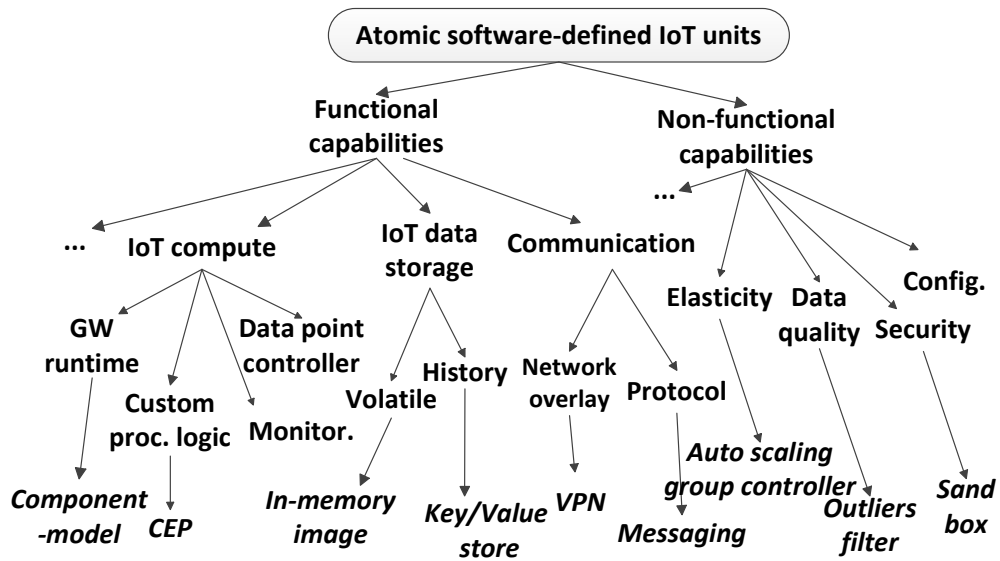 Atomic software-defined IoT units
Functional
capabilities
Non-functional
capabilities
...
...
IoT compute
IoT data
storage
Communication
Elasticity
Data
quality
Security
Config.
GW
runtime
Data point
controller
Custom
proc. logic
Monitor.
Volatile
History
Network
overlay
Protocol
Component
-model
CEP
In-memory
image
Key/Value
store
VPN
Messaging
Auto scaling
group controller
Outliers
filter
Sand
box